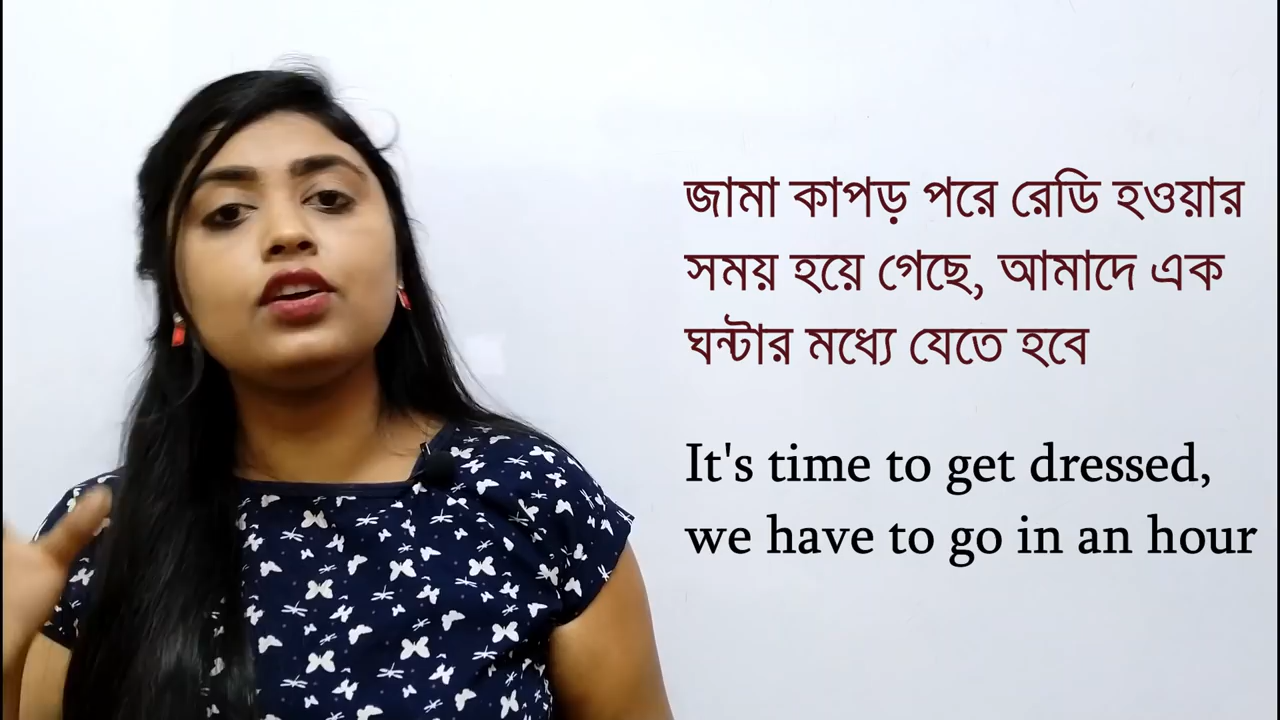 জামা কাপড় পরে রেডি হওয়ার
সময় হয়ে গেছে, আমাদে এক
ঘন্টার মধ্যে যেতে হবে
It's time to get dressed,
we have to go in an hour